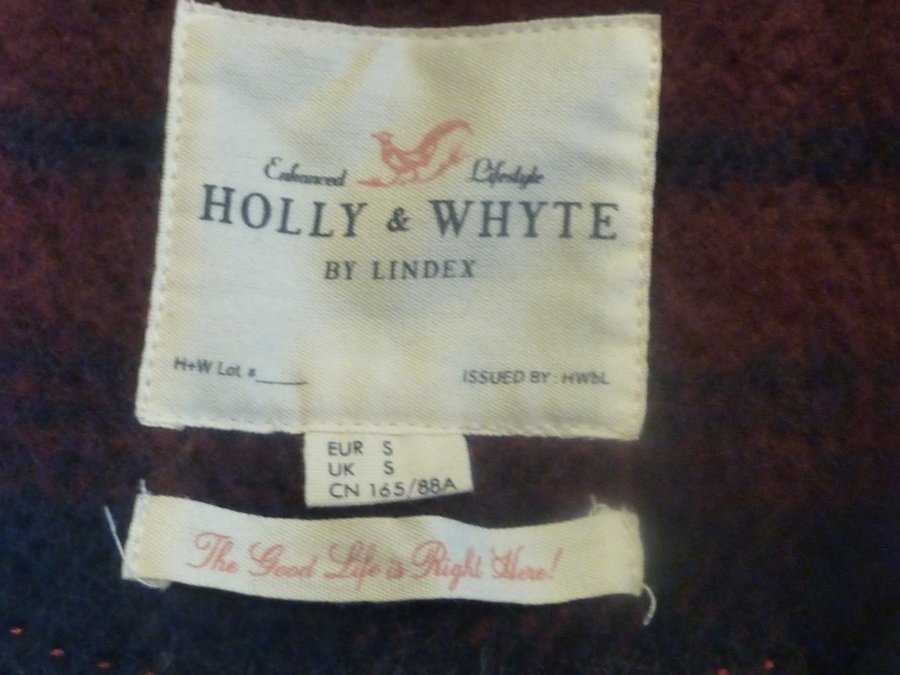 Enhanced Lifestyle
HOLLY & WHYTE
BY LINDEX
H+W Lot #_____
ISSUED BY: HWbL
EUR S
UK S
CN 165/88A
The Good Life is Right Here!